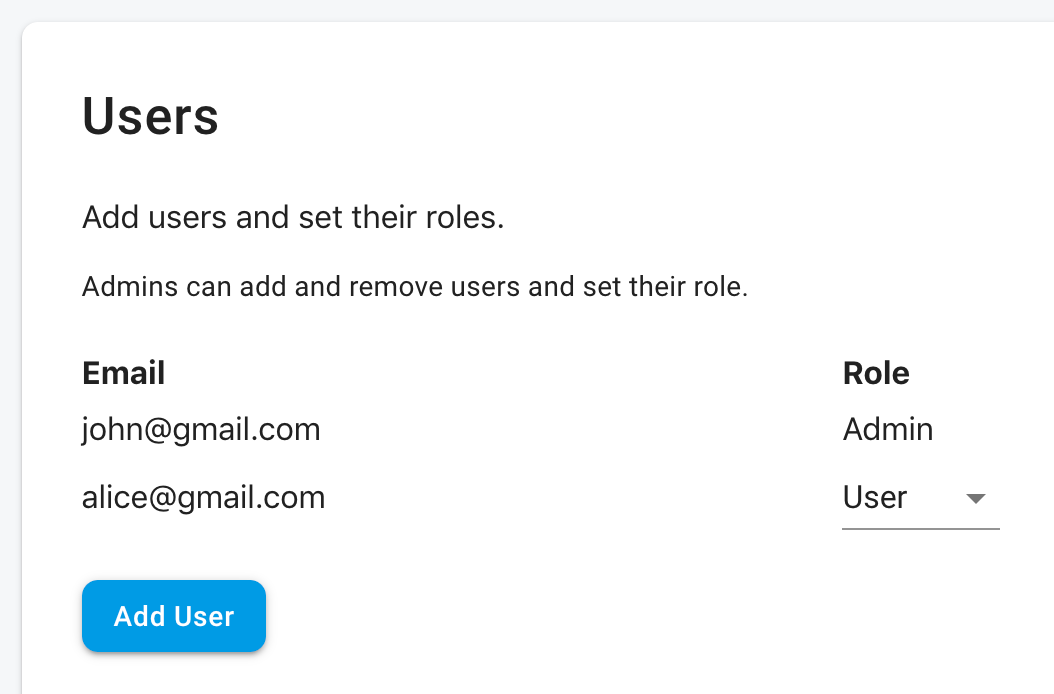 Users
Add users and set their roles.
Admins can add and remove users and set their role.
Email Role
john@gmail.com Admin
alice@gmail.com User
Add User